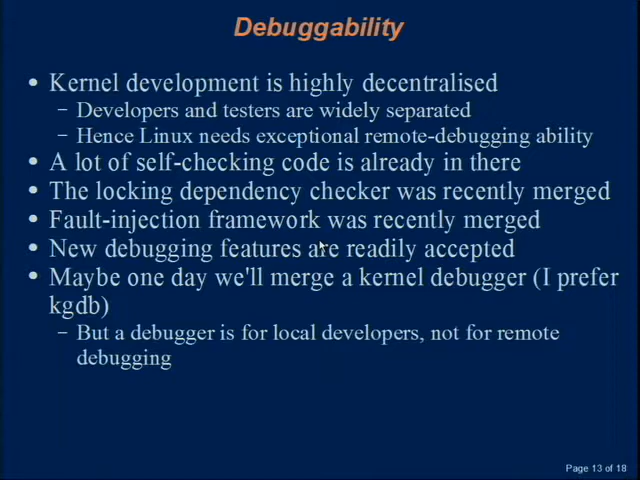 Debuggability
• Kernel development is highly decentralised
– Developers and testers are widely separated
– Hence Linux needs exceptional remote-debugging ability
• A lot of self-checking code is already in there
• The locking dependency checker was recently merged
• Fault-injection framework was recently merged
• New debugging features are readily accepted
• Maybe one day we'll merge a kernel debugger (I prefer
kgdb)
– But a debugger is for local developers, not for remote
debugging
Page 13 of 18